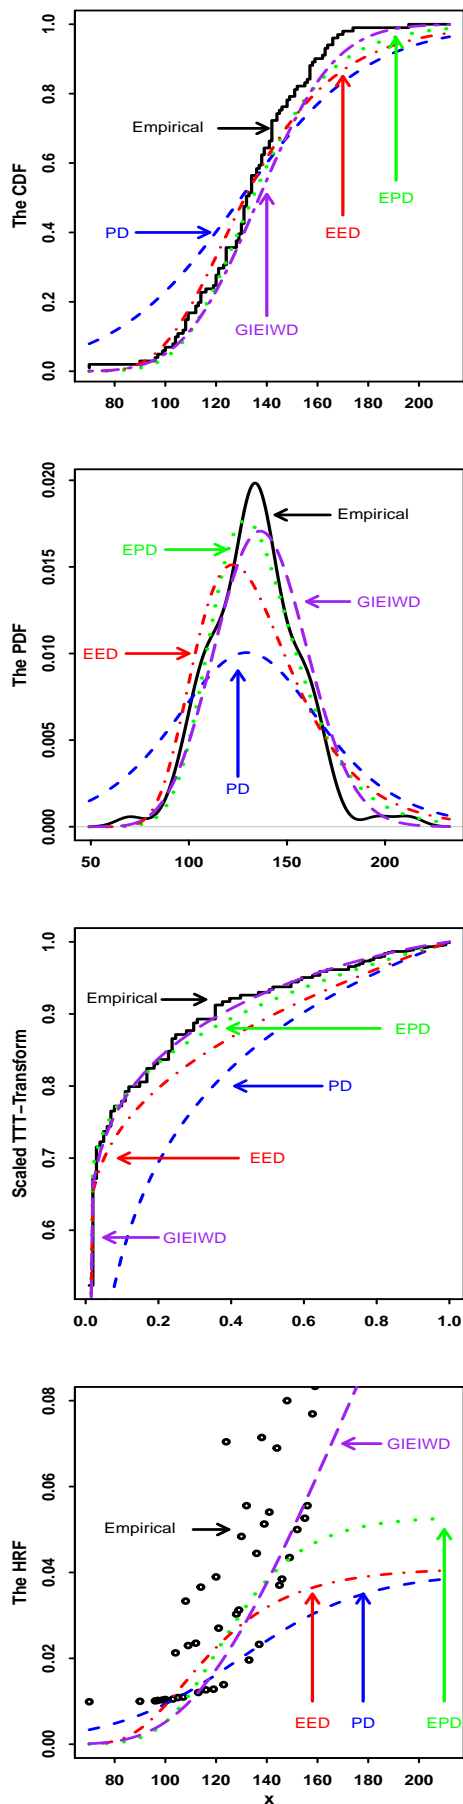 The CDF
1.0
0.8
0.6
0.4
0.2
0.0
Empirical
PD
EPD
EED
GIEIWD
80 100 120 140 160 180 200
The PDF
0.020
0.015
0.010
0.005
0.000
Empirical
EPD
GIEIWD
EED
PD
50 100 150 200
Scaled TTT-Transform
1.0
0.9
0.8
0.7
0.6
Empirical
EPD
PD
EED
GIEIWD
0.0 0.2 0.4 0.6 0.8 1.0
The HRF
0.08
0.06
0.04
0.02
0.00
GIEIWD
Empirical
EED PD EPD
80 100 120 140 160 180 200
x